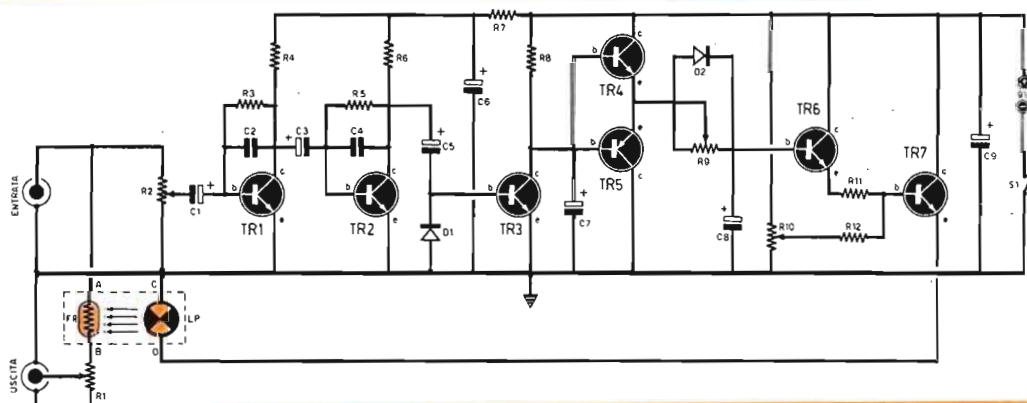 R7
R4
R6
R8
b
c
e
TR4
D2
R3
R5
C6
C2
C3
C4
C5
TR6
TR7
C9
S1
ENTRATA
R2
C1
b
c
e
TR1
b
c
e
TR2
D1
b
c
e
TR3
b
c
e
TR5
C7
R9
C8
b
c
e
R11
b
c
e
R10
R12
A
C
FR
LP
B
D
USCITA
R1